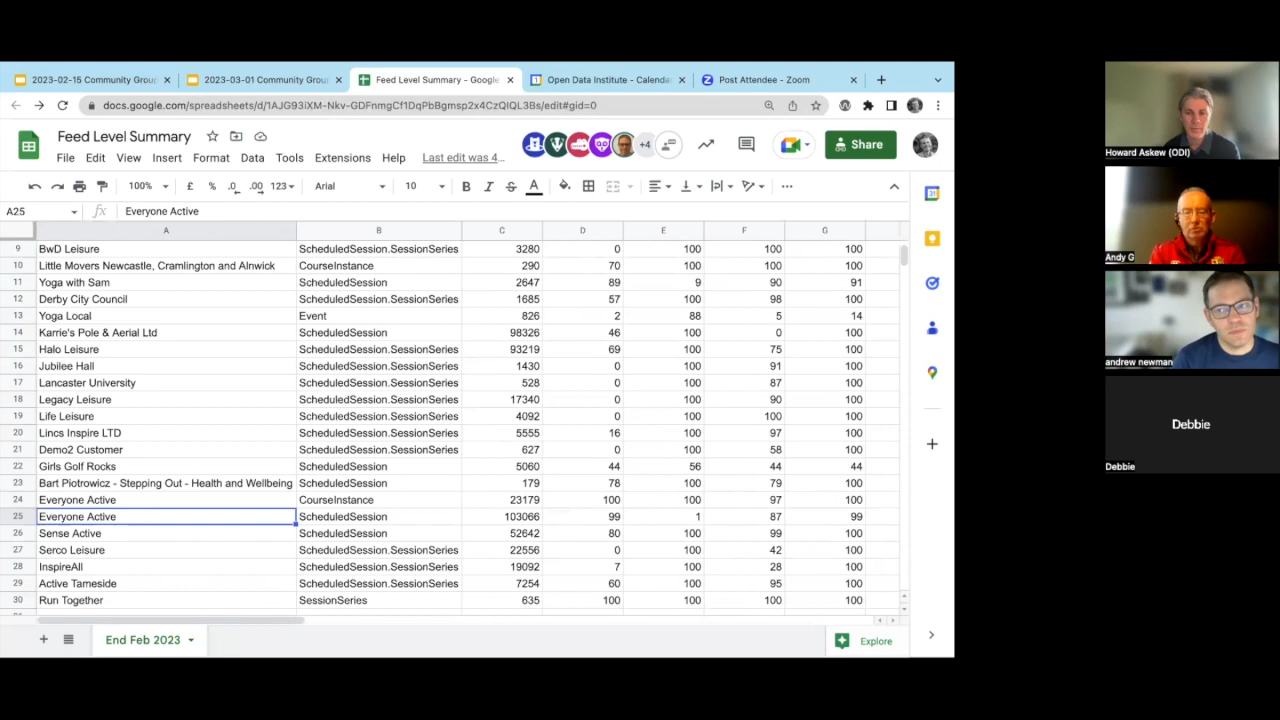 2023-02-15 Community Grou
2023-03-01 Community Grou
Feed Level Summary - Google
Open Data Institute - Calenda
Post Attendee - Zoom
docs.google.com/spreadsheets/d/1AJG93iXM-Nkv-GDFnmgCf1DqPbBgmsp2x4CzQIQL3Bs/edit#gid=0
Feed Level Summary
+4
Share
File Edit View Insert Format Data Tools Extensions Help Last edit was 4...
100% £ % .0 .00 123 Arial 10 B I S A
A25 fx Everyone Active
A B C D E F G
9 BwD Leisure ScheduledSession.SessionSeries 3280 0 100 100 100
10 Little Movers Newcastle, Cramlington and Alnwick CourseInstance 290 70 100 100 100
11 Yoga with Sam ScheduledSession 2647 89 9 90 91
12 Derby City Council ScheduledSession.SessionSeries 1685 57 100 98 100
13 Yoga Local Event 826 2 88 5 14
14 Karrie's Pole & Aerial Ltd ScheduledSession 98326 46 100 0 100
15 Halo Leisure ScheduledSession.SessionSeries 93219 69 100 75 100
16 Jubilee Hall ScheduledSession.SessionSeries 1430 0 100 91 100
17 Lancaster University ScheduledSession.SessionSeries 528 0 100 87 100
18 Legacy Leisure ScheduledSession.SessionSeries 17340 0 100 90 100
19 Life Leisure ScheduledSession.SessionSeries 4092 0 100 100 100
20 Lincs Inspire LTD ScheduledSession.SessionSeries 5555 16 100 97 100
21 Demo2 Customer ScheduledSession.SessionSeries 627 0 100 58 100
22 Girls Golf Rocks ScheduledSession 5060 44 56 44 44
23 Bart Piotrowicz - Stepping Out - Health and Wellbeing ScheduledSession 179 78 100 79 100
24 Everyone Active CourseInstance 23179 100 100 97 100
25 Everyone Active ScheduledSession 103066 99 1 87 99
26 Sense Active ScheduledSession 52642 80 100 99 100
27 Serco Leisure ScheduledSession.SessionSeries 22556 0 100 42 100
28 InspireAll ScheduledSession.SessionSeries 19092 7 100 28 100
29 Active Tameside ScheduledSession.SessionSeries 7254 60 100 95 100
30 Run Together SessionSeries 635 100 100 100 100
End Feb 2023
Explore
Howard Askew (ODI)
Andy G
andrew newman
Debbie
Debbie